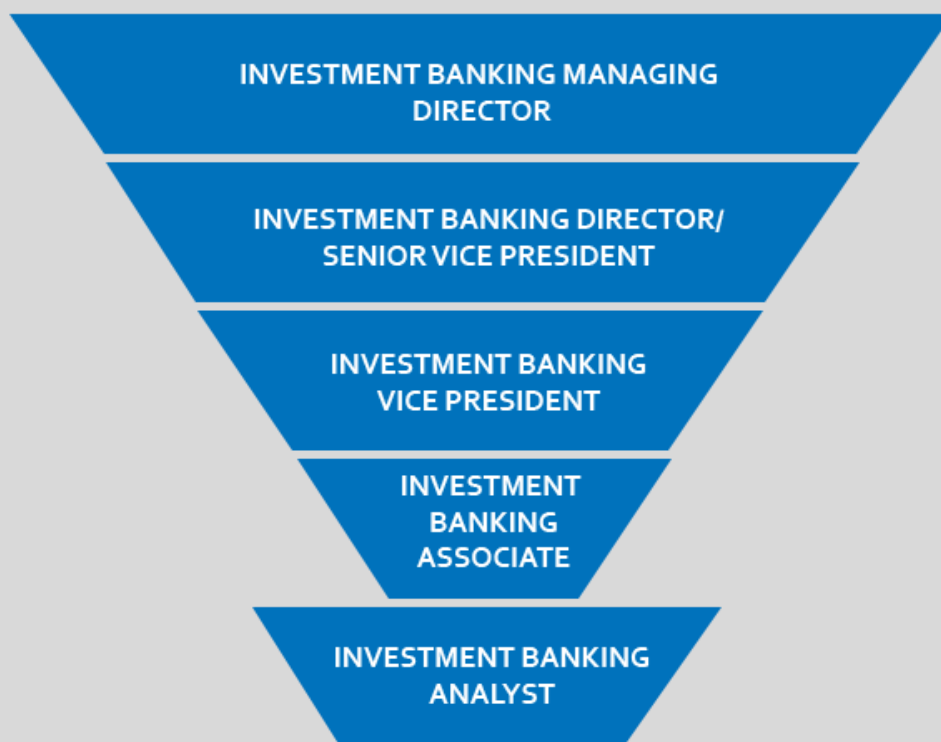 INVESTMENT BANKING MANAGING
DIRECTOR
INVESTMENT BANKING DIRECTOR/
SENIOR VICE PRESIDENT
INVESTMENT BANKING
VICE PRESIDENT
INVESTMENT
BANKING
ASSOCIATE
INVESTMENT BANKING
ANALYST